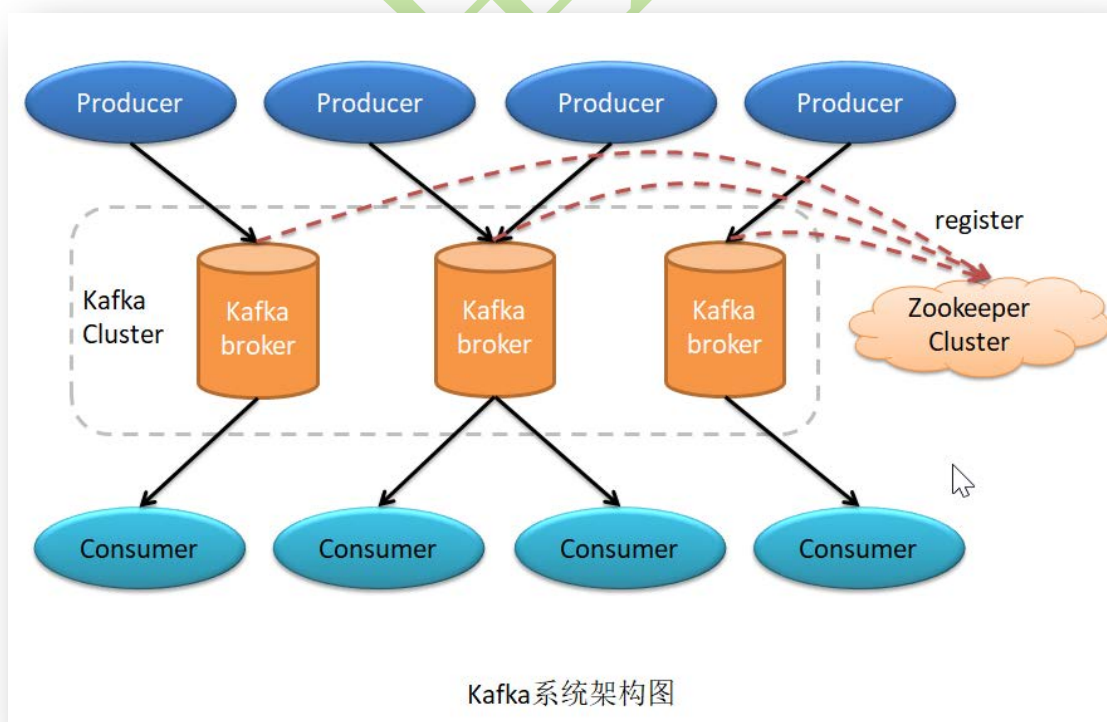 Producer
Producer
Producer
Producer
register
Kafka
Cluster
Kafka
broker
Kafka
broker
Kafka
broker
Zookeeper
Cluster
Consumer
Consumer
Consumer
Consumer
Kafka系统架构图